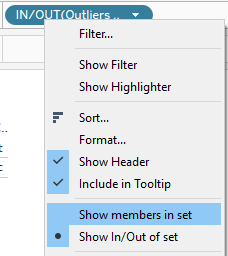 IN/OUT(Outliers ..
Filter...
Show Filter
Show Highlighter
Sort...
Format...
Show Header
Include in Tooltip
Show members in set
Show In/Out of set